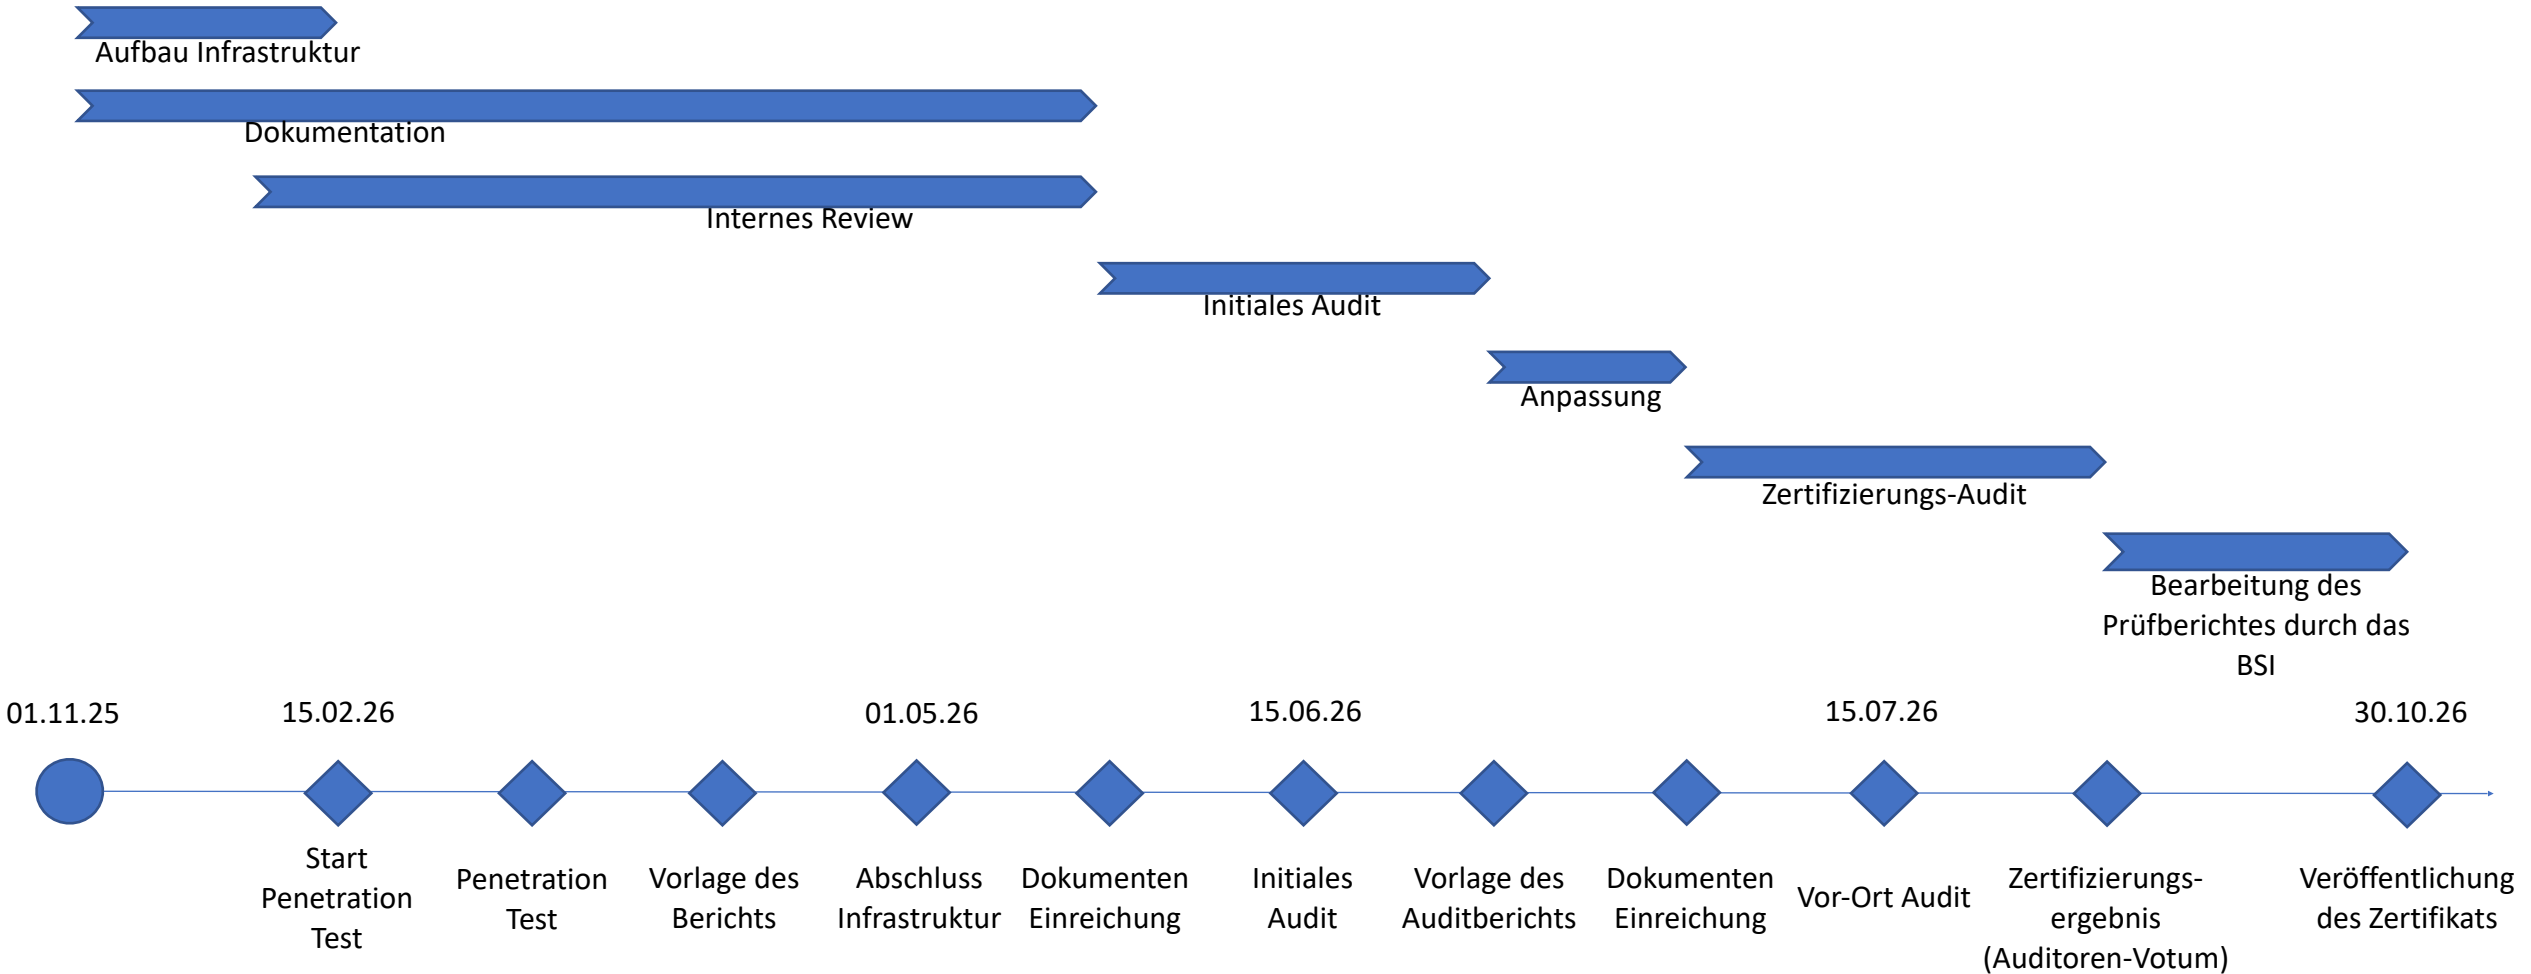 Aufbau Infrastruktur
Dokumentation
Internes Review
Initiales Audit
Anpassung
Zertifizierungs-Audit
Bearbeitung des
Prüfberichtes durch das
BSI
01.11.25
15.02.26
01.05.26
15.06.26
15.07.26
30.10.26
Start
Penetration
Test
Penetration
Test
Vorlage des
Berichts
Abschluss
Infrastruktur
Dokumenten
Einreichung
Initiales
Audit
Vorlage des
Auditberichts
Dokumenten
Einreichung
Vor-Ort Audit
Zertifizierungs-
ergebnis
(Auditoren-Votum)
Veröffentlichung
des Zertifikats